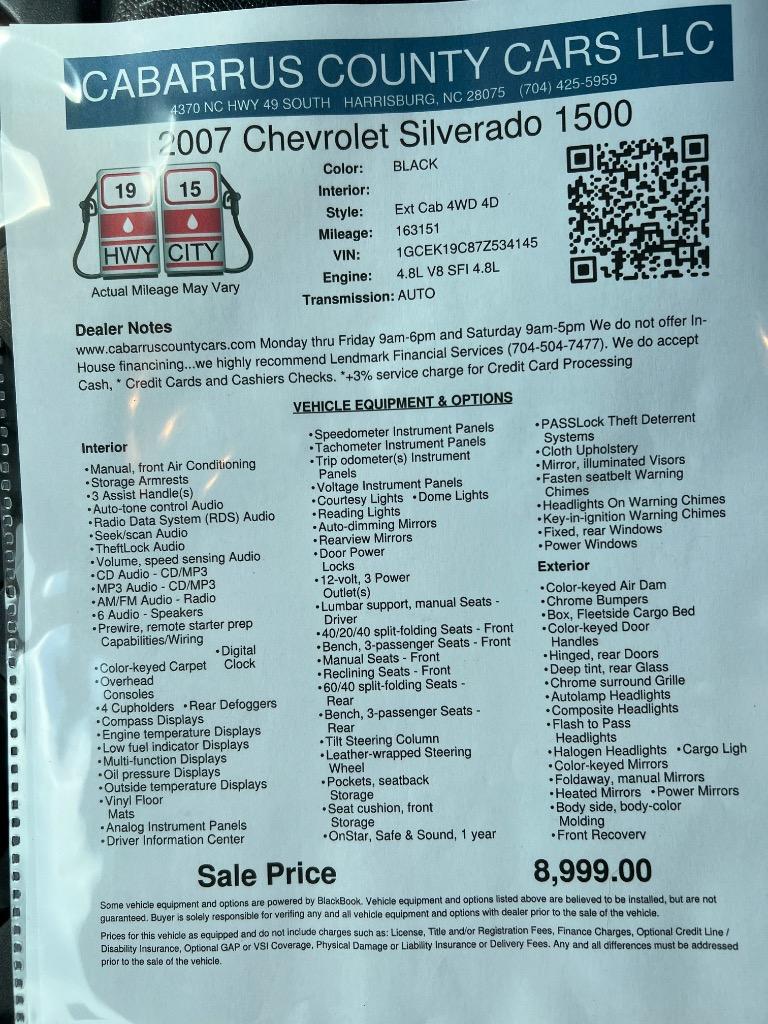 CABARRUS COUNTY CARS LLC
4370 NC HWY 49 SOUTH HARRISBURG, NC 28075 (704) 425-5959
2007 Chevrolet Silverado 1500
19 HWY
15 CITY
Actual Mileage May Vary
Color: BLACK
Interior:
Style: Ext Cab 4WD 4D
Mileage: 163151
VIN: 1GCEK19C87Z534145
Engine: 4.8L V8 SFI 4.8L
Transmission: AUTO
Dealer Notes
www.cabarruscountycars.com Monday thru Friday 9am-6pm and Saturday 9am-5pm We do not offer In-
House financining...we highly recommend Lendmark Financial Services (704-504-7477). We do accept
Cash, * Credit Cards and Cashiers Checks. *+3% service charge for Credit Card Processing
VEHICLE EQUIPMENT & OPTIONS
Interior
•Manual, front Air Conditioning
•Storage Armrests
•3 Assist Handle(s)
•Auto-tone control Audio
•Radio Data System (RDS) Audio
•Seek/scan Audio
•TheftLock Audio
•Volume, speed sensing Audio
•CD Audio - CD/MP3
•MP3 Audio - CD/MP3
•AM/FM Audio - Radio
•6 Audio - Speakers
•Prewire, remote starter prep
Capabilities/Wiring
•Digital
•Color-keyed Carpet Clock
•Overhead
Consoles
•4 Cupholders •Rear Defoggers
•Compass Displays
•Engine temperature Displays
•Low fuel indicator Displays
•Multi-function Displays
•Oil pressure Displays
•Outside temperature Displays
•Vinyl Floor
Mats
•Analog Instrument Panels
•Driver Information Center
•Speedometer Instrument Panels
•Tachometer Instrument Panels
•Trip odometer(s) Instrument
Panels
•Voltage Instrument Panels
•Courtesy Lights •Dome Lights
•Reading Lights
•Auto-dimming Mirrors
•Rearview Mirrors
•Door Power
Locks
•12-volt, 3 Power
Outlet(s)
•Lumbar support, manual Seats -
Driver
•40/20/40 split-folding Seats - Front
•Bench, 3-passenger Seats - Front
•Manual Seats - Front
•Reclining Seats - Front
•60/40 split-folding Seats -
Rear
•Bench, 3-passenger Seats -
Rear
•Tilt Steering Column
•Leather-wrapped Steering
Wheel
•Pockets, seatback
Storage
•Seat cushion, front
Storage
•OnStar, Safe & Sound, 1 year
•PASSLock Theft Deterrent
Systems
•Cloth Upholstery
•Mirror, illuminated Visors
•Fasten seatbelt Warning
Chimes
•Headlights On Warning Chimes
•Key-in-ignition Warning Chimes
•Fixed, rear Windows
•Power Windows
Exterior
•Color-keyed Air Dam
•Chrome Bumpers
•Box, Fleetside Cargo Bed
•Color-keyed Door
Handles
•Hinged, rear Doors
•Deep tint, rear Glass
•Chrome surround Grille
•Autolamp Headlights
•Composite Headlights
•Flash to Pass
Headlights
•Halogen Headlights •Cargo Ligh
•Color-keyed Mirrors
•Foldaway, manual Mirrors
•Heated Mirrors •Power Mirrors
•Body side, body-color
Molding
•Front Recovery
Sale Price 8,999.00
Some vehicle equipment and options are powered by BlackBook. Vehicle equipment and options listed above are believed to be installed, but are not
guaranteed. Buyer is solely responsible for verifing any and all vehicle equipment and options with dealer prior to the sale of the vehicle.
Prices for this vehicle as equipped and do not include charges such as: License, Title and/or Registration Fees, Finance Charges, Optional Credit Line /
Disability Insurance, Optional GAP or VSI Coverage, Physical Damage or Liability Insurance or Delivery Fees. Any and all differences must be addressed
prior to the sale of the vehicle.